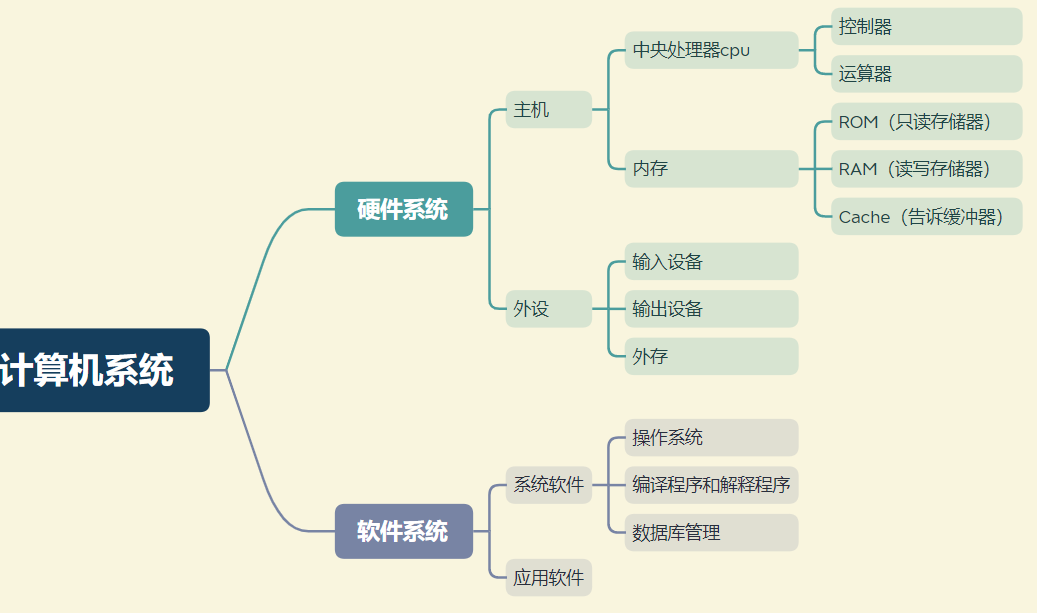 计算机系统
硬件系统
主机
中央处理器cpu
控制器
运算器
内存
ROM（只读存储器）
RAM（读写存储器）
Cache（告诉缓冲器）
外设
输入设备
输出设备
外存
软件系统
系统软件
操作系统
编译程序和解释程序
数据库管理
应用软件